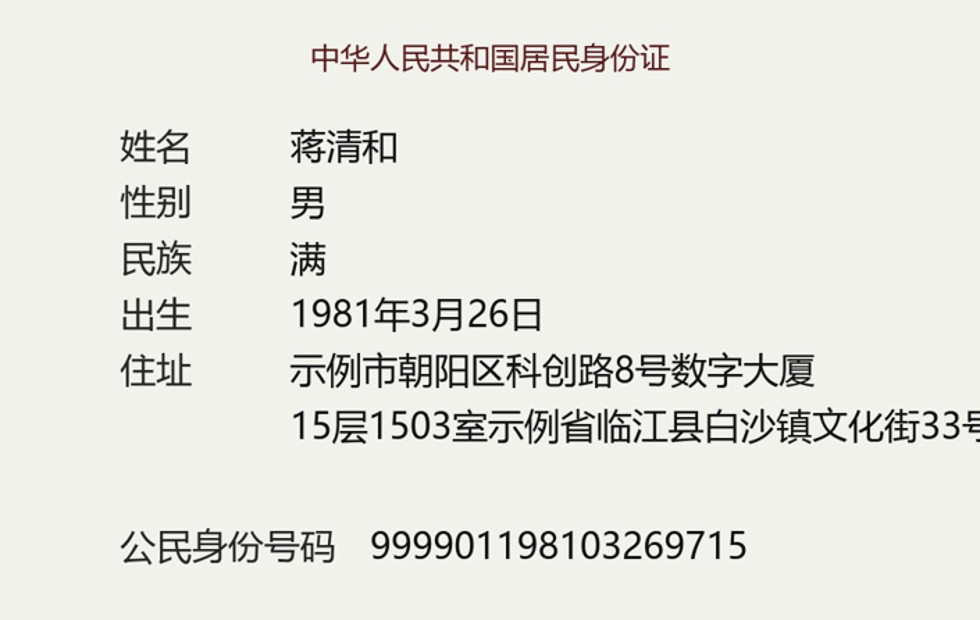 中华人民共和国居民身份证
姓名 蒋清和
性别 男
民族 满
出生 1981年3月26日
住址 示例市朝阳区科创路8号数字大厦
15层1503室示例省临江县白沙镇文化街33号
公民身份号码 999901198103269715